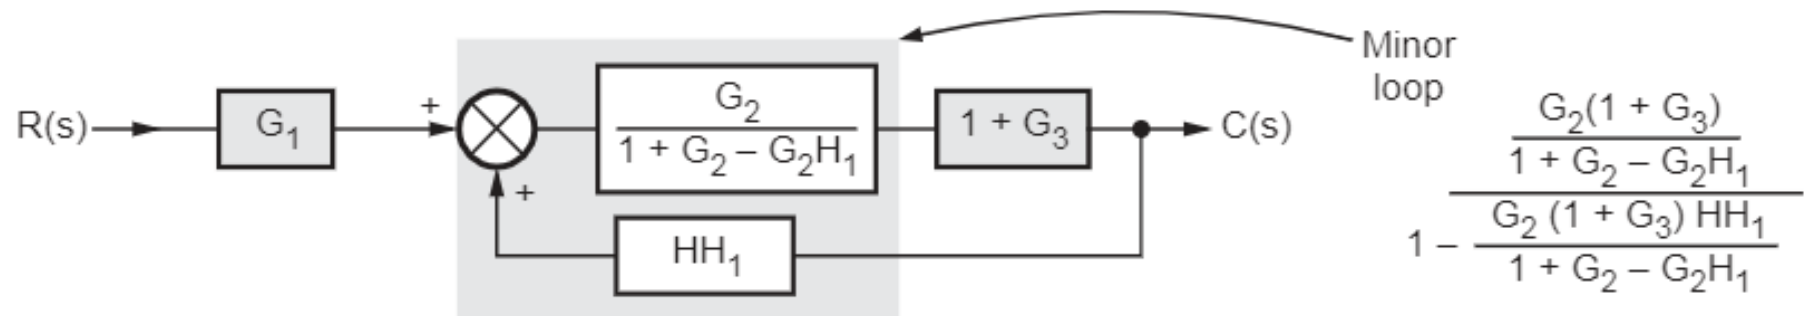 R(s)
G₁
+
+
G₂
1 + G₂ – G₂H₁
1 + G₃
C(s)
HH₁
Minor
loop
G₂(1 + G₃)
1 + G₂ – G₂H₁
1 –
G₂ (1 + G₃) HH₁
1 + G₂ – G₂H₁